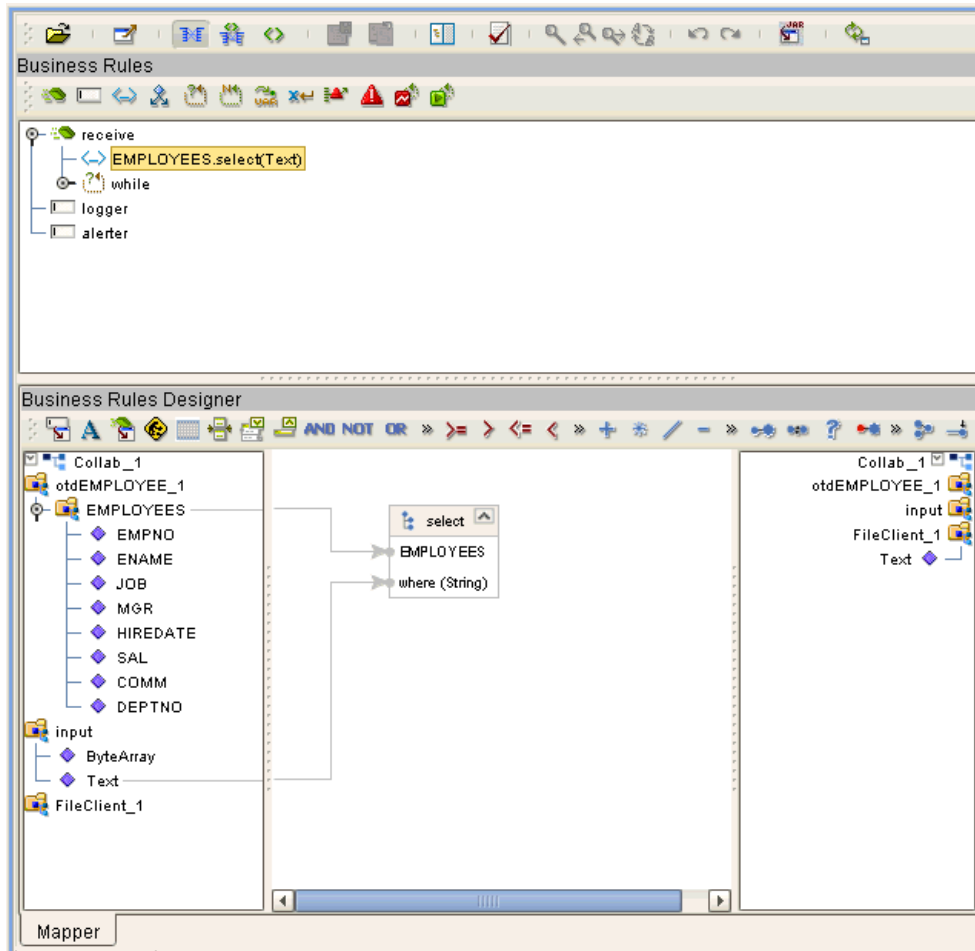 JAR
Business Rules
receive
EMPLOYEES.select(Text)
while
logger
alerter
Business Rules Designer
A AND NOT OR » >= > <= < » + / − » ? » 
Collab_1
otdEMPLOYEE_1
EMPLOYEES
EMPNO
ENAME
JOB
MGR
HIREDATE
SAL
COMM
DEPTNO
input
ByteArray
Text
FileClient_1
select
EMPLOYEES
where (String)
Collab_1
otdEMPLOYEE_1
input
FileClient_1
Text
Mapper